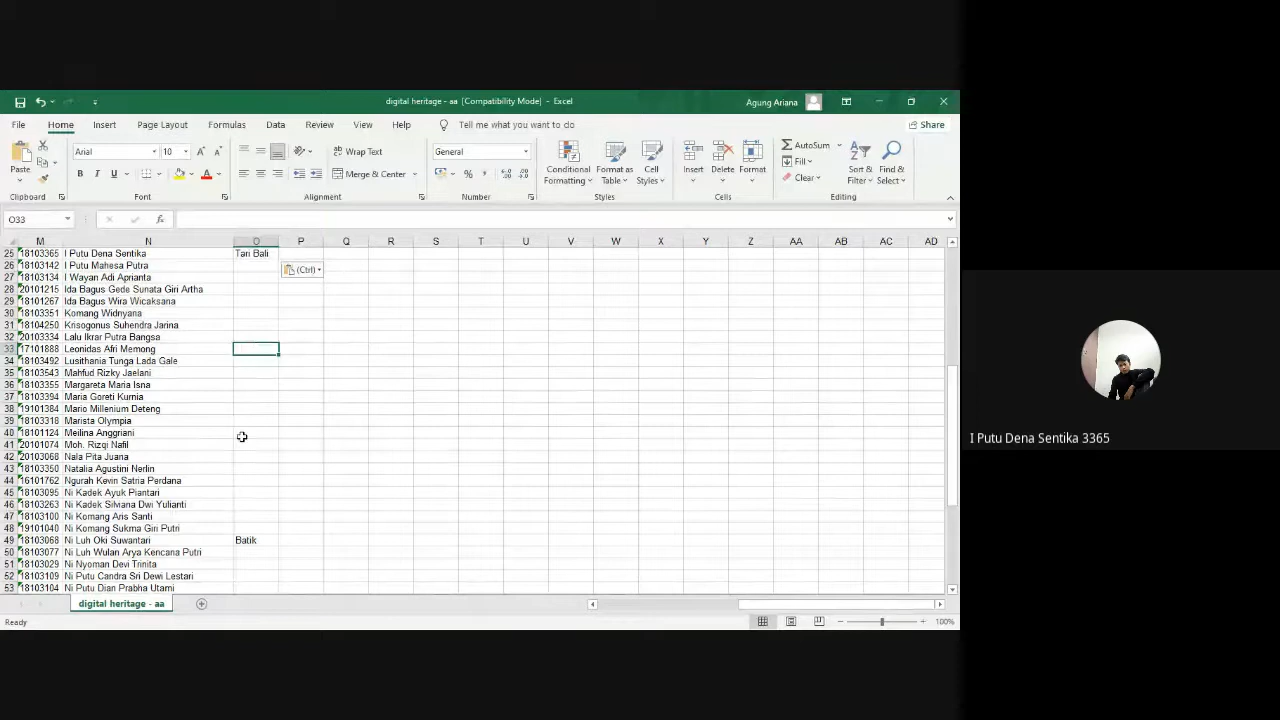 digital heritage - aa [Compatibility Mode] - Excel
Agung Ariana
File Home Insert Page Layout Formulas Data Review View Help Tell me what you want to do Share
Paste
Clipboard
Arial 10
B I U
Font
Wrap Text
Merge & Center
Alignment
General
Number
Conditional Formatting
Format as Table
Cell Styles
Styles
Insert Delete Format
Cells
AutoSum
Fill
Clear
Sort & Filter
Find & Select
Editing
O33
M N O P Q R S T U V W X Y Z AA AB AC AD
25 18103365 I Putu Dena Sentika Tari Bali
26 18103142 I Putu Mahesa Putra (Ctrl)
27 18103134 I Wayan Adi Aprianta
28 20101215 Ida Bagus Gede Sunata Giri Artha
29 18101267 Ida Bagus Wira Wicaksana
30 18103351 Komang Widnyana
31 18104250 Krisogonus Suhendra Jarina
32 20103334 Lalu Ikrar Putra Bangsa
33 17101888 Leonidas Afri Memong
34 18103492 Lusithania Tunga Lada Gale
35 18103543 Mahfud Rizky Jaelani
36 18103355 Margareta Maria Isna
37 18103394 Maria Goreti Kurnia
38 19101384 Mario Millenium Deteng
39 18103318 Marista Olympia
40 18101124 Meilina Anggriani
41 20101074 Moh. Rizqi Nafil
42 20103068 Nala Pita Juana
43 18103350 Natalia Agustini Nerlin
44 16101762 Ngurah Kevin Satria Perdana
45 18103095 Ni Kadek Ayuk Piantari
46 18103263 Ni Kadek Silviana Dwi Yulianti
47 18103100 Ni Komang Aris Santi
48 19101040 Ni Komang Sukma Giri Putri
49 18103068 Ni Luh Oki Suwantari Batik
50 18103077 Ni Luh Wulan Arya Kencana Putri
51 18103029 Ni Nyoman Devi Trinita
52 18103109 Ni Putu Candra Sri Dewi Lestari
53 18103104 Ni Putu Dian Prabha Utami
digital heritage - aa
Ready
100%
I Putu Dena Sentika 3365